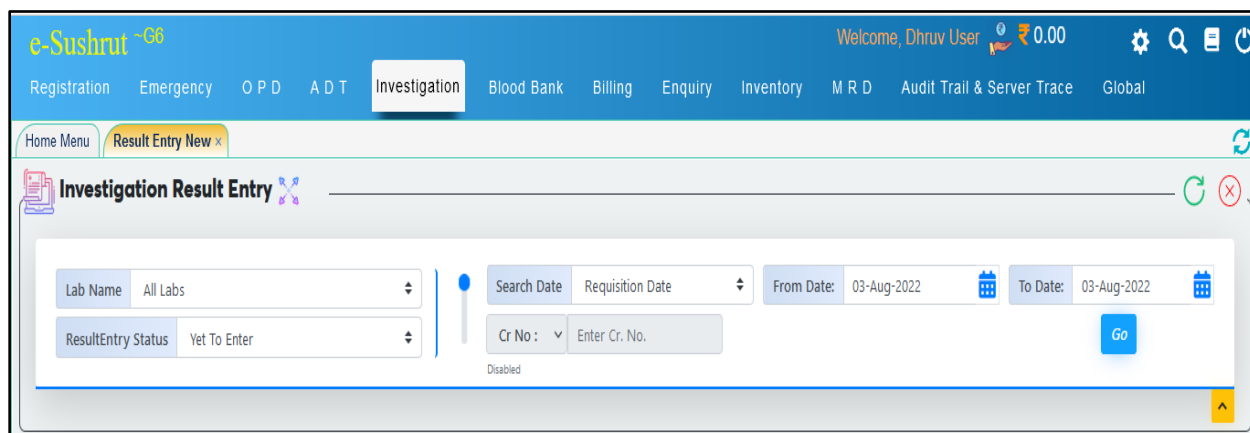 e-Sushrut ~G6
Welcome, Dhruv User ₹ 0.00
Registration Emergency O P D A D T Investigation Blood Bank Billing Enquiry Inventory M R D Audit Trail & Server Trace Global
Home Menu Result Entry New ×
Investigation Result Entry
Lab Name All Labs Search Date Requisition Date From Date: 03-Aug-2022 To Date: 03-Aug-2022
ResultEntry Status Yet To Enter Cr No : Enter Cr. No. Go
Disabled